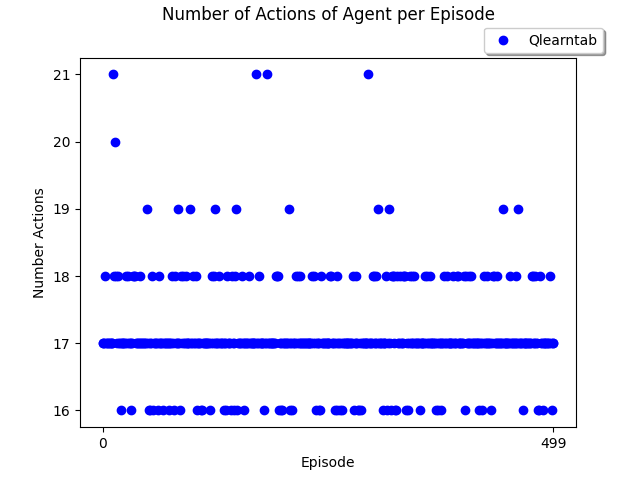 Number of Actions of Agent per Episode
Qlearntab
21
20
19
18
17
16
Number Actions
0
499
Episode